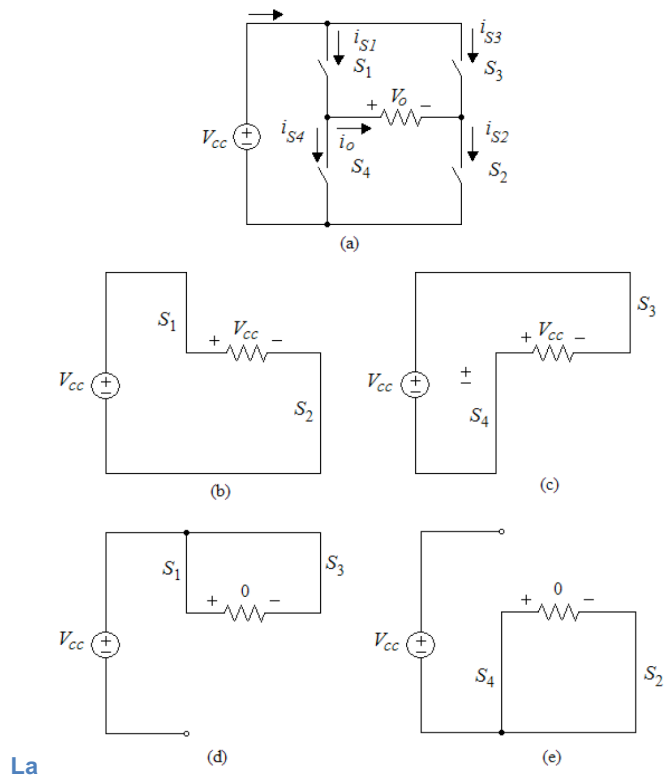 i_S1 i_S3
S_1 S_3
+ V_o −
V_cc ± i_S4 i_o i_S2
S_4 S_2
(a)
S_1 + V_cc − + V_cc − S_3
V_cc ± V_cc ± ±
S_2 S_4
(b) (c)
S_1 + 0 − S_3 + 0 −
V_cc ± V_cc ± S_4 S_2
(d) (e)
La